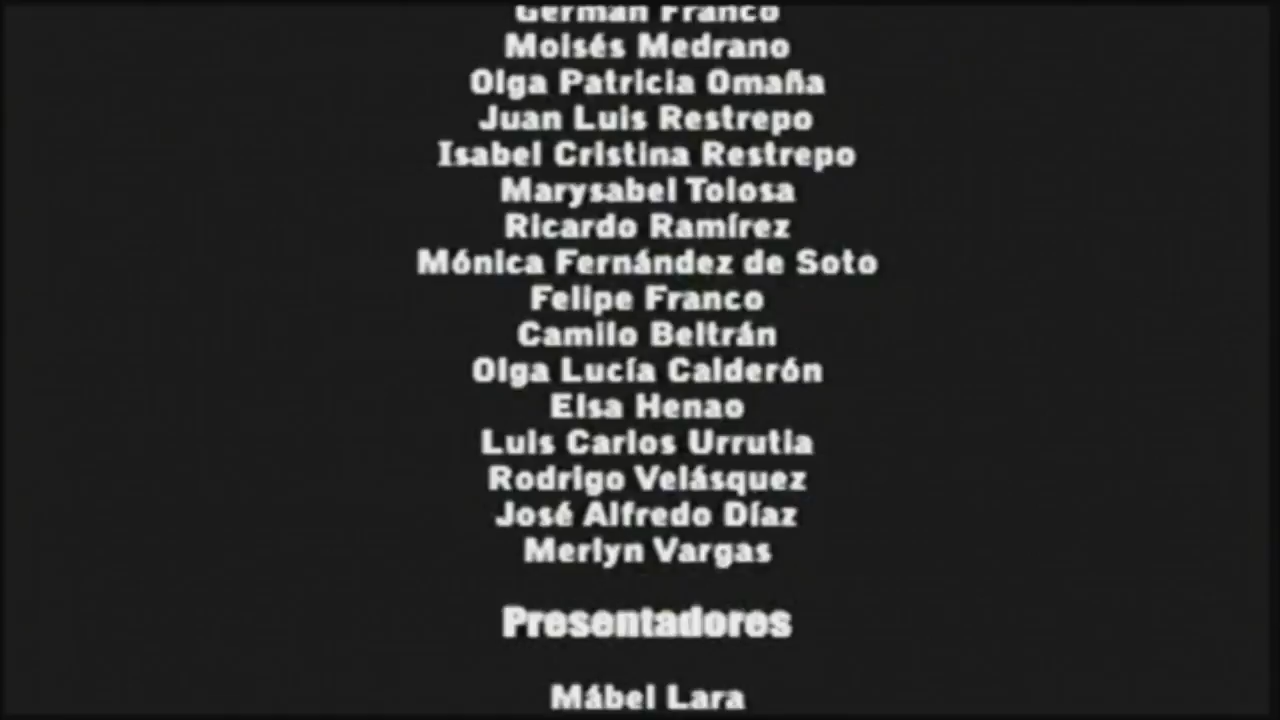 Germán Franco
Moisés Medrano
Olga Patricia Omaña
Juan Luis Restrepo
Isabel Cristina Restrepo
Marysabel Tolosa
Ricardo Ramírez
Mónica Fernández de Soto
Felipe Franco
Camilo Beltrán
Olga Lucía Calderón
Elsa Henao
Luis Carlos Urrutia
Rodrigo Velásquez
José Alfredo Díaz
Merlyn Vargas
Presentadores
Mábel Lara